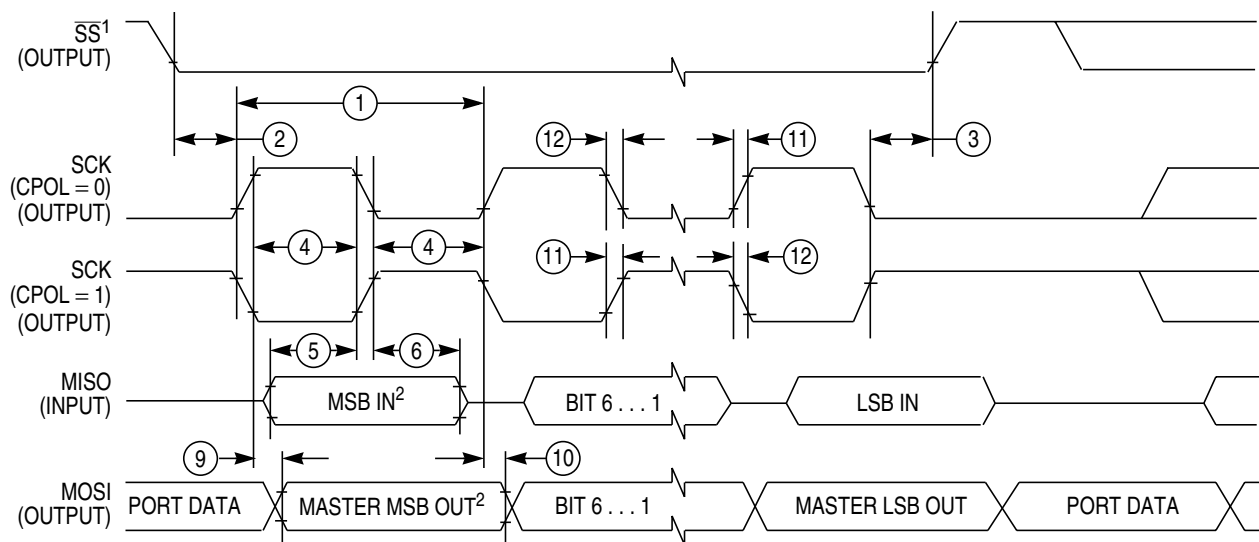 SS¹
(OUTPUT)
1
2
12
11
3
SCK
(CPOL = 0)
(OUTPUT)
4
4
11
12
SCK
(CPOL = 1)
(OUTPUT)
5
6
MISO
(INPUT)
MSB IN²
BIT 6 . . . 1
LSB IN
9
10
MOSI
(OUTPUT)
PORT DATA
MASTER MSB OUT²
BIT 6 . . . 1
MASTER LSB OUT
PORT DATA